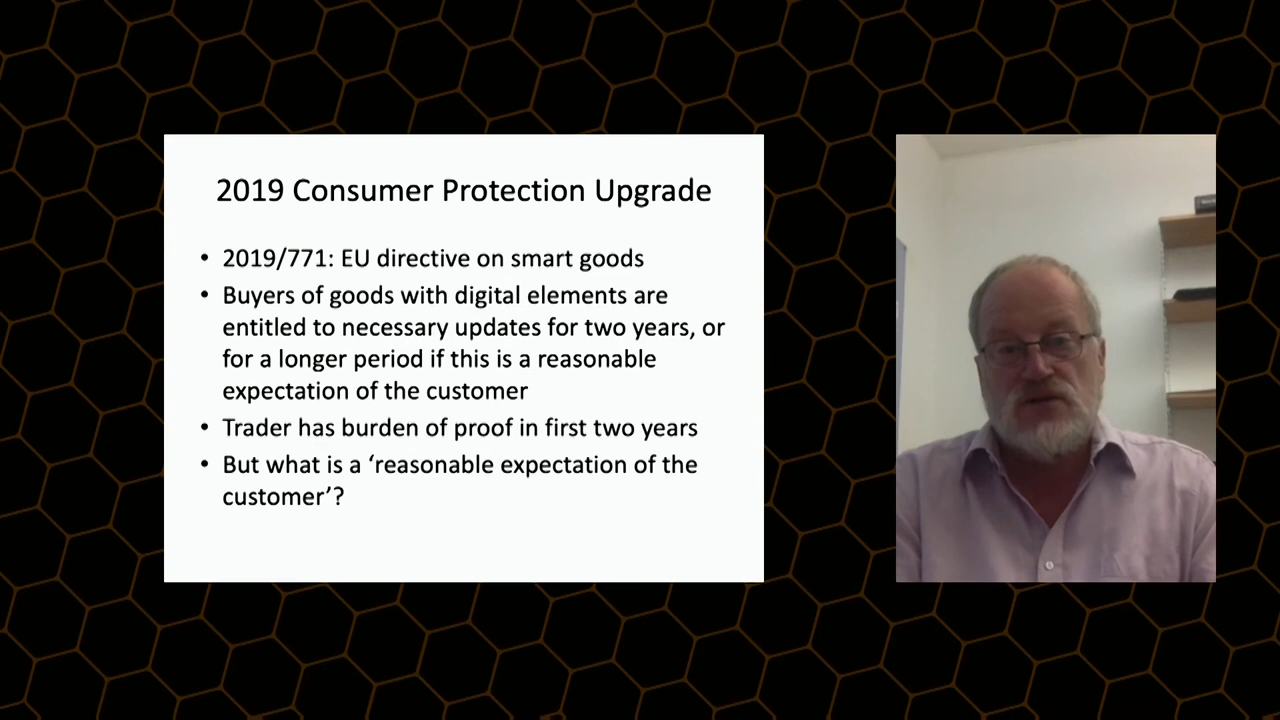 2019 Consumer Protection Upgrade
• 2019/771: EU directive on smart goods
• Buyers of goods with digital elements are
entitled to necessary updates for two years, or
for a longer period if this is a reasonable
expectation of the customer
• Trader has burden of proof in first two years
• But what is a ‘reasonable expectation of the
customer’?